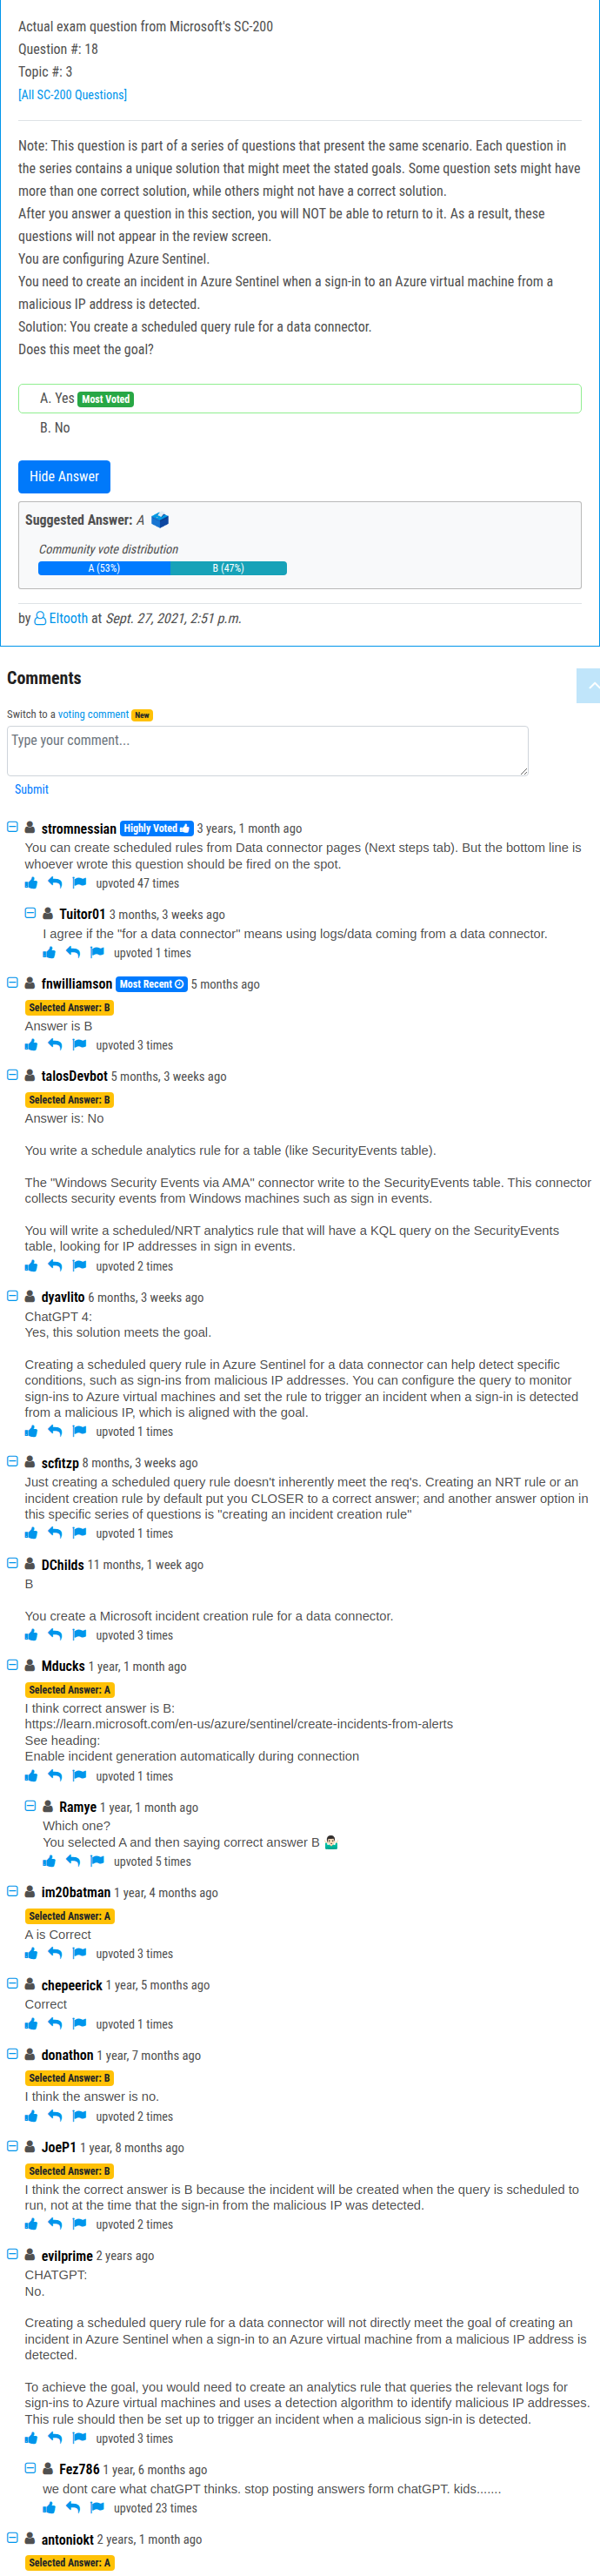 Actual exam question from Microsoft's SC-200
Question #: 18
Topic #: 3
[All SC-200 Questions]
Note: This question is part of a series of questions that present the same scenario. Each question in
the series contains a unique solution that might meet the stated goals. Some question sets might have
more than one correct solution, while others might not have a correct solution.
After you answer a question in this section, you will NOT be able to return to it. As a result, these
questions will not appear in the review screen.
You are configuring Azure Sentinel.
You need to create an incident in Azure Sentinel when a sign-in to an Azure virtual machine from a
malicious IP address is detected.
Solution: You create a scheduled query rule for a data connector.
Does this meet the goal?
A. Yes Most Voted
B. No
Hide Answer
Suggested Answer: A
Community vote distribution
A (53%) B (47%)
by Eltooth at Sept. 27, 2021, 2:51 p.m.
Comments
Switch to a voting comment New
Type your comment...
Submit
stromnessian Highly Voted 3 years, 1 month ago
You can create scheduled rules from Data connector pages (Next steps tab). But the bottom line is
whoever wrote this question should be fired on the spot.
upvoted 47 times
Tuitor01 3 months, 3 weeks ago
I agree if the "for a data connector" means using logs/data coming from a data connector.
upvoted 1 times
fnwilliamson Most Recent 5 months ago
Selected Answer: B
Answer is B
upvoted 3 times
talosDevbot 5 months, 3 weeks ago
Selected Answer: B
Answer is: No
You write a schedule analytics rule for a table (like SecurityEvents table).
The "Windows Security Events via AMA" connector write to the SecurityEvents table. This connector
collects security events from Windows machines such as sign in events.
You will write a scheduled/NRT analytics rule that will have a KQL query on the SecurityEvents
table, looking for IP addresses in sign in events.
upvoted 2 times
dyavlito 6 months, 3 weeks ago
ChatGPT 4:
Yes, this solution meets the goal.
Creating a scheduled query rule in Azure Sentinel for a data connector can help detect specific
conditions, such as sign-ins from malicious IP addresses. You can configure the query to monitor
sign-ins to Azure virtual machines and set the rule to trigger an incident when a sign-in is detected
from a malicious IP, which is aligned with the goal.
upvoted 1 times
scfitzp 8 months, 3 weeks ago
Just creating a scheduled query rule doesn't inherently meet the req's. Creating an NRT rule or an
incident creation rule by default put you CLOSER to a correct answer; and another answer option in
this specific series of questions is "creating an incident creation rule"
upvoted 1 times
DChilds 11 months, 1 week ago
B
You create a Microsoft incident creation rule for a data connector.
upvoted 3 times
Mducks 1 year, 1 month ago
Selected Answer: A
I think correct answer is B:
https://learn.microsoft.com/en-us/azure/sentinel/create-incidents-from-alerts
See heading:
Enable incident generation automatically during connection
upvoted 1 times
Ramye 1 year, 1 month ago
Which one?
You selected A and then saying correct answer B 🤷🏻‍♂️
upvoted 5 times
im20batman 1 year, 4 months ago
Selected Answer: A
A is Correct
upvoted 3 times
chepeerick 1 year, 5 months ago
Correct
upvoted 1 times
donathon 1 year, 7 months ago
Selected Answer: B
I think the answer is no.
upvoted 2 times
JoeP1 1 year, 8 months ago
Selected Answer: B
I think the correct answer is B because the incident will be created when the query is scheduled to
run, not at the time that the sign-in from the malicious IP was detected.
upvoted 2 times
evilprime 2 years ago
CHATGPT:
No.
Creating a scheduled query rule for a data connector will not directly meet the goal of creating an
incident in Azure Sentinel when a sign-in to an Azure virtual machine from a malicious IP address is
detected.
To achieve the goal, you would need to create an analytics rule that queries the relevant logs for
sign-ins to Azure virtual machines and uses a detection algorithm to identify malicious IP addresses.
This rule should then be set up to trigger an incident when a malicious sign-in is detected.
upvoted 3 times
Fez786 1 year, 6 months ago
we dont care what chatGPT thinks. stop posting answers form chatGPT. kids.......
upvoted 23 times
antoniokt 2 years, 1 month ago
Selected Answer: A